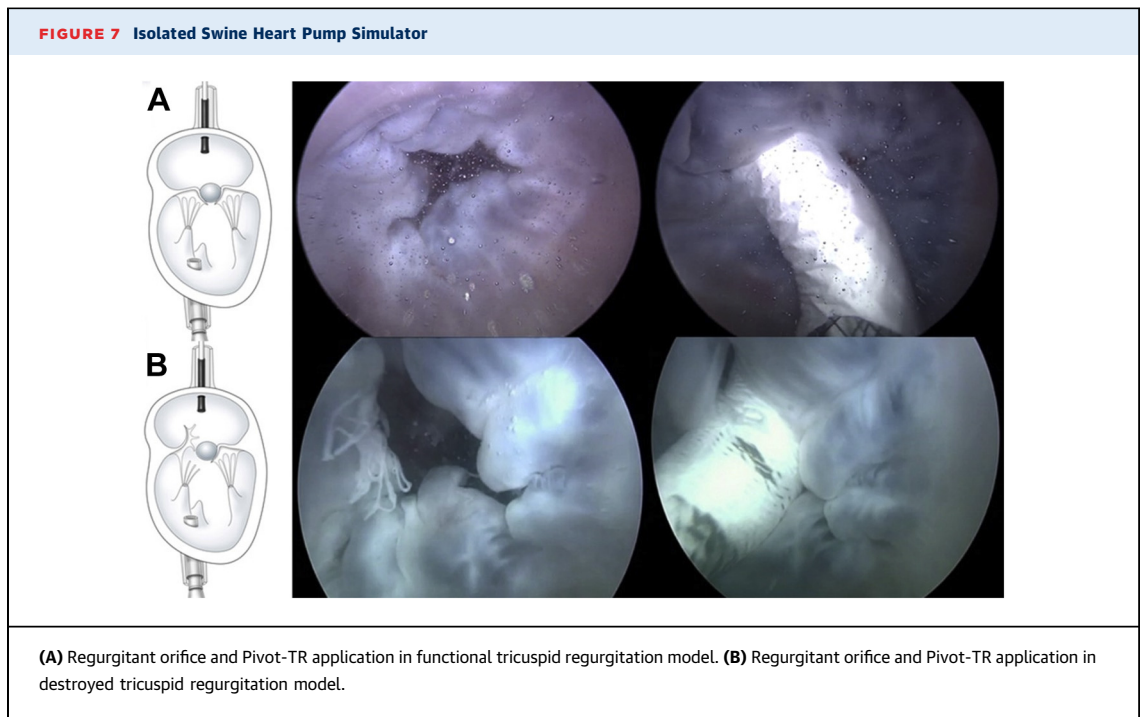 FIGURE 7 Isolated Swine Heart Pump Simulator
A
B
(A) Regurgitant orifice and Pivot-TR application in functional tricuspid regurgitation model. (B) Regurgitant orifice and Pivot-TR application in
destroyed tricuspid regurgitation model.